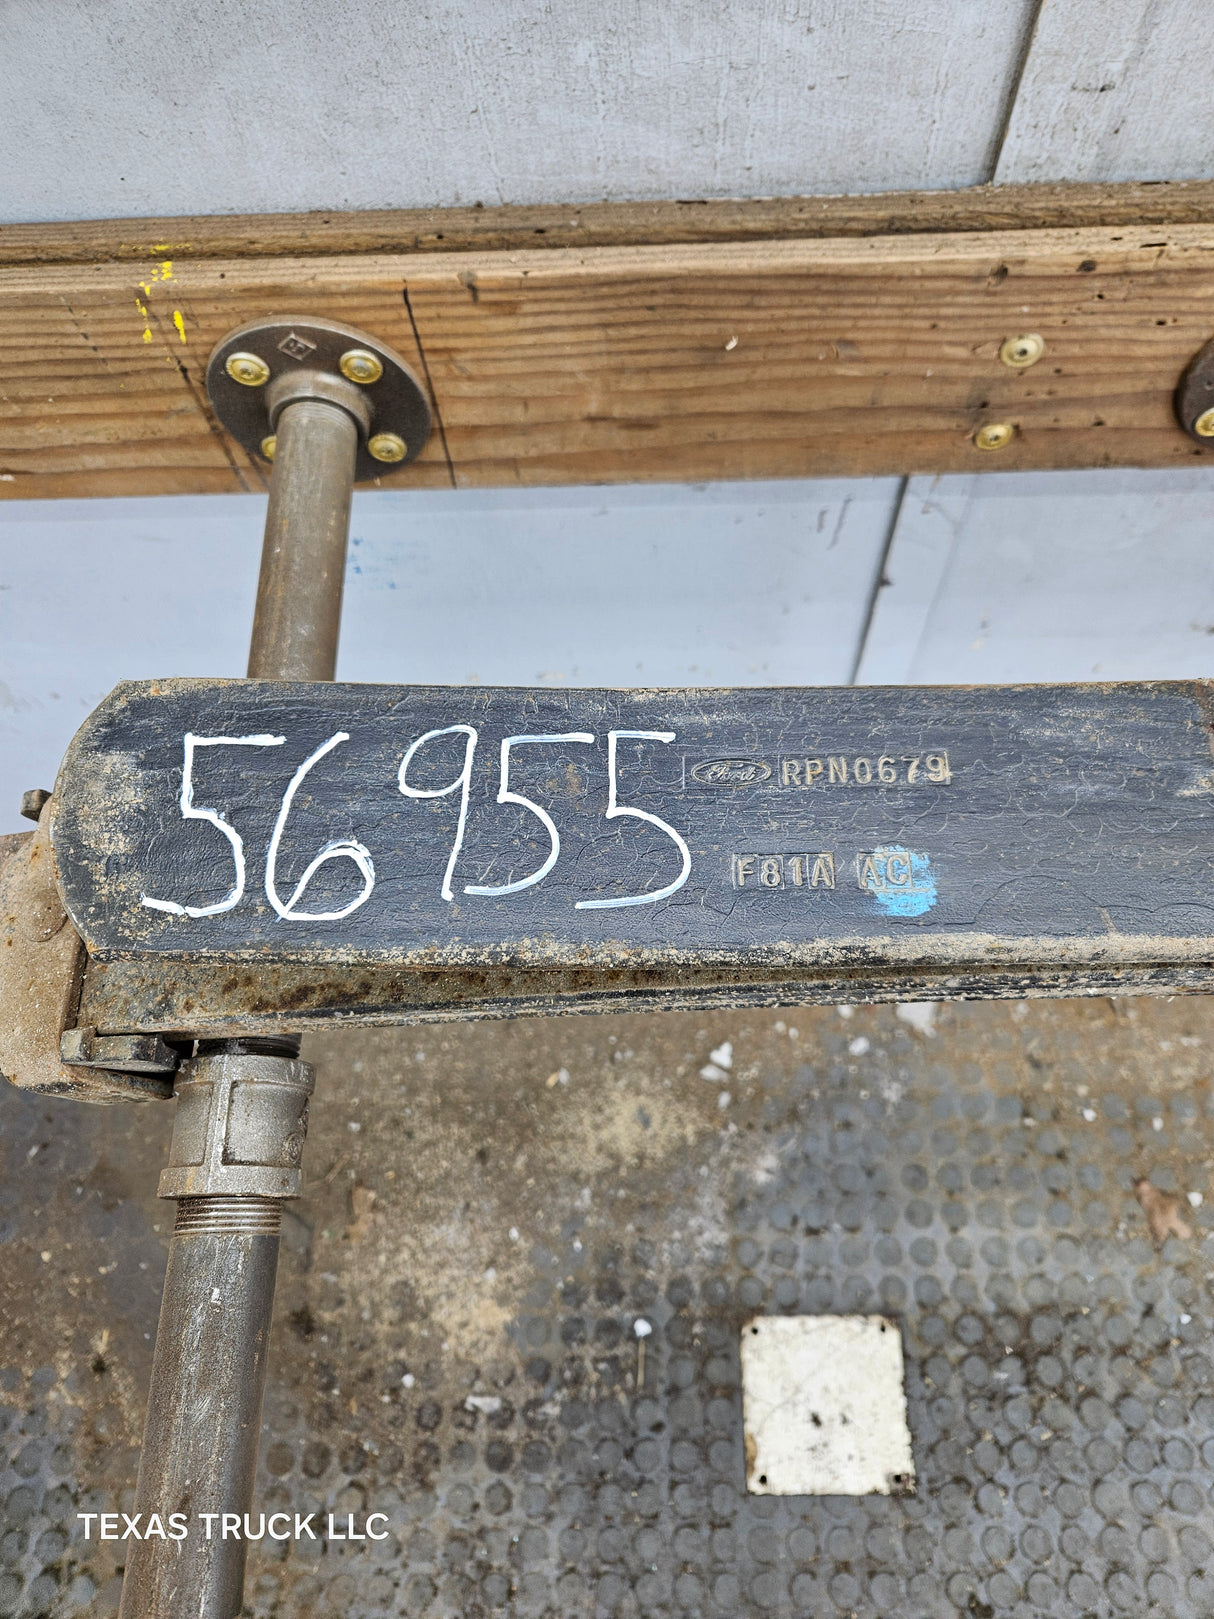 56955
Ford RPN0679
F81A AC
TEXAS TRUCK LLC